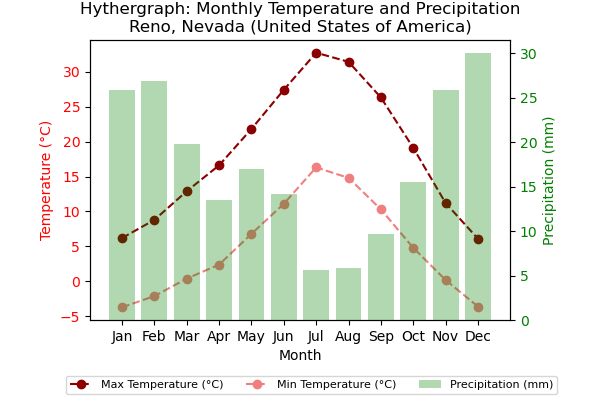 Hythergraph: Monthly Temperature and Precipitation
Reno, Nevada (United States of America)
Temperature (°C)
30
25
20
15
10
5
0
−5
30
25
20
15
10
5
0
Precipitation (mm)
Jan Feb Mar Apr May Jun Jul Aug Sep Oct Nov Dec
Month
Max Temperature (°C) Min Temperature (°C) Precipitation (mm)